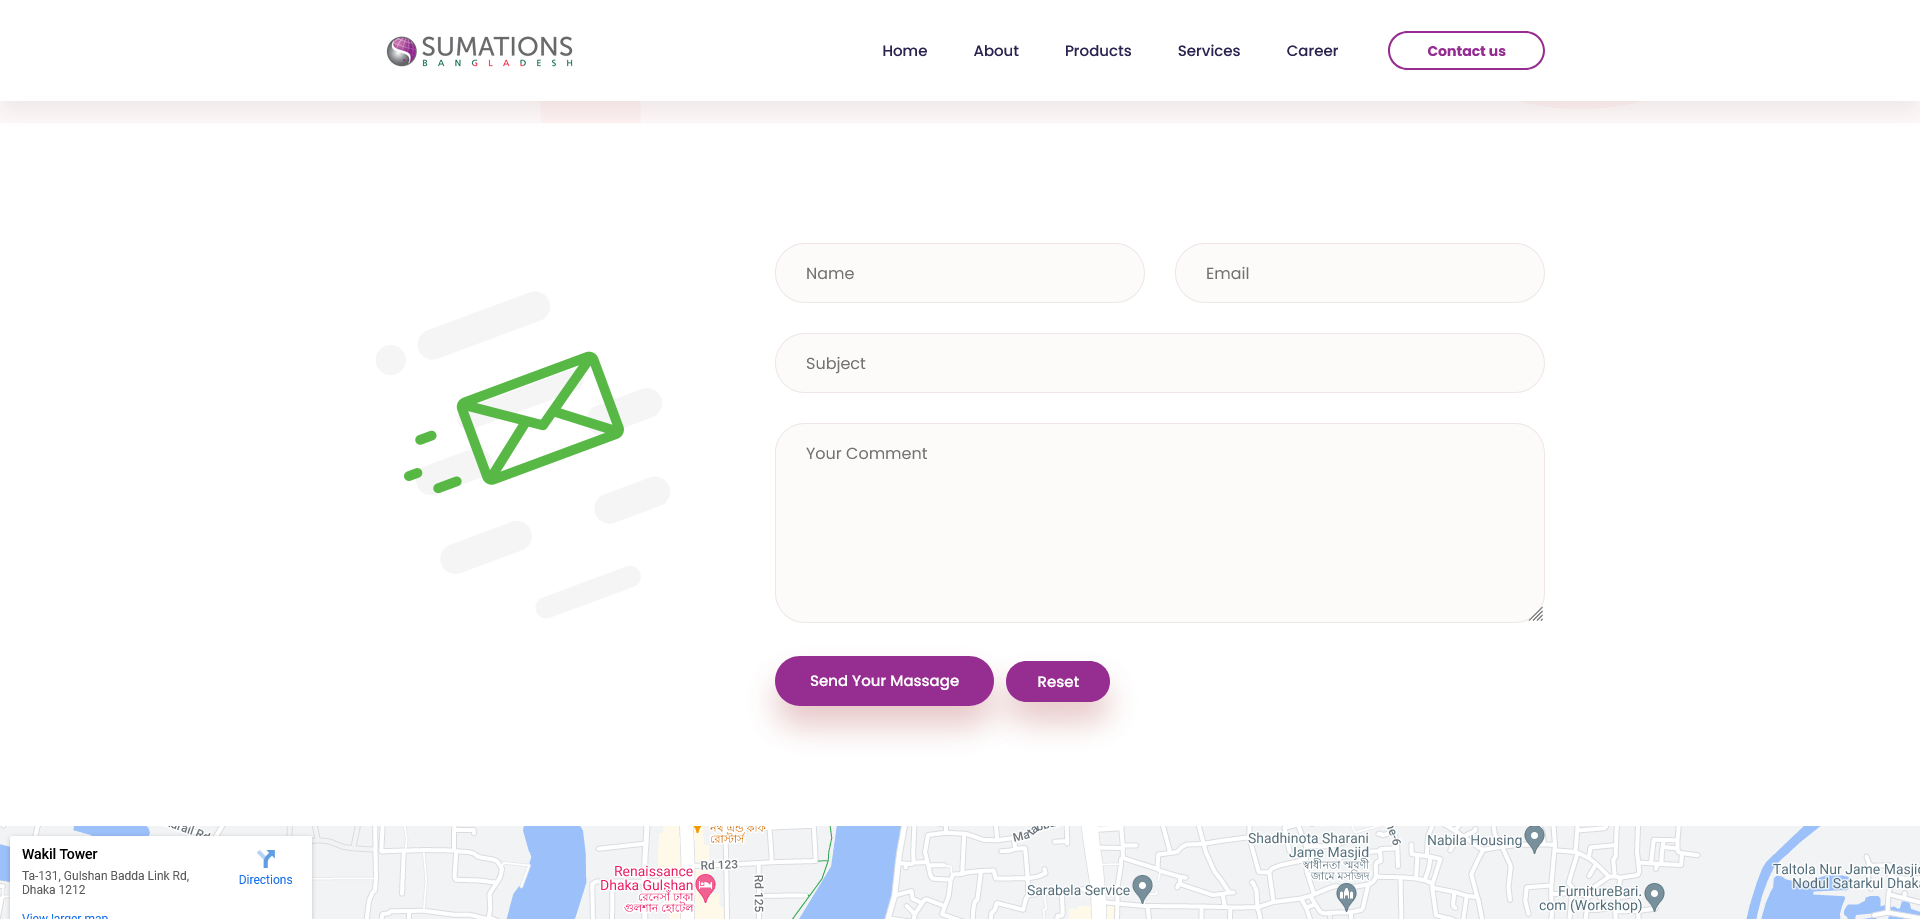 SUMATIONS
BANGLADESH
Home
About
Products
Services
Career
Contact us
Name
Email
Subject
Your Comment
Send Your Massage
Reset
Wakil Tower
Ta-131, Gulshan Badda Link Rd,
Dhaka 1212
Directions
View larger map
রোস্টার্স
Renaissance
Dhaka Gulshan
রেনেসাঁ ঢাকা
গুলশান হোটেল
Rd 123
Rd 125
Sarabela Service
Shadhinota Sharani
Jame Masjid
স্বাধীনতা স্মরণী
জামে মসজিদ
Nabila Housing
FurnitureBari.
com (Workshop)
Taltola Nur Jame Masjid
Nodul Satarkul Dhaka